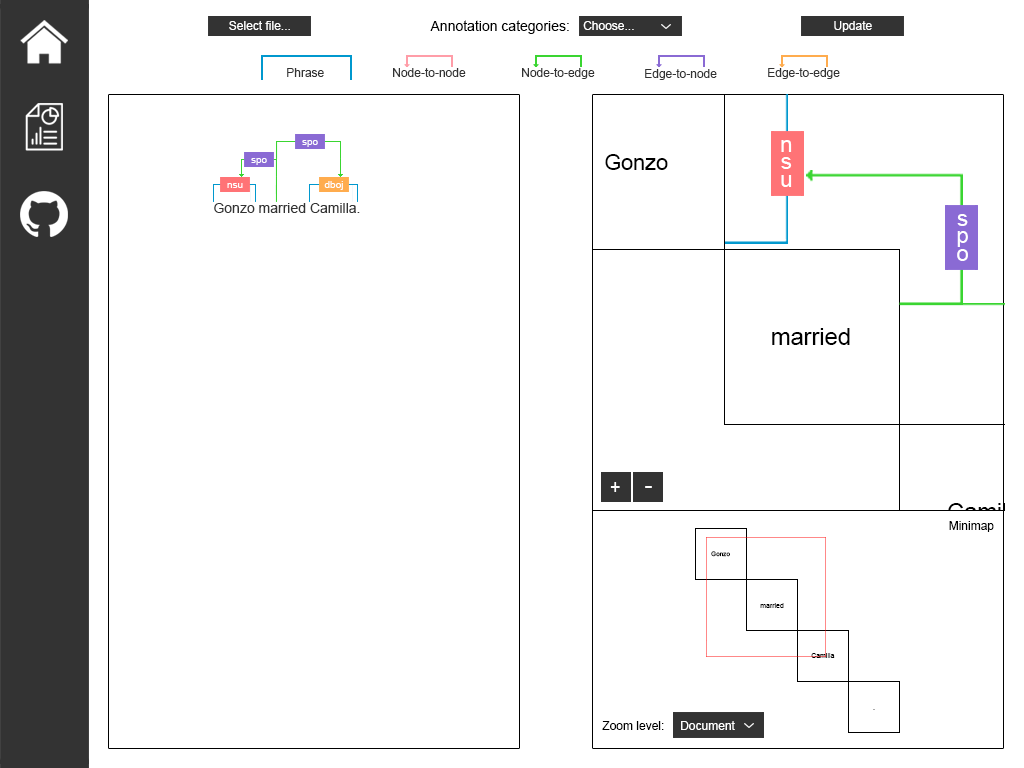 Select file...
Annotation categories:
Choose...
Update
Phrase
Node-to-node
Node-to-edge
Edge-to-node
Edge-to-edge
spo
spo
nsu
dboj
Gonzo married Camilla.
Gonzo
nsu
spo
married
Camil
+ -
Minimap
Gonzo
married
Camilla
.
Zoom level:
Document